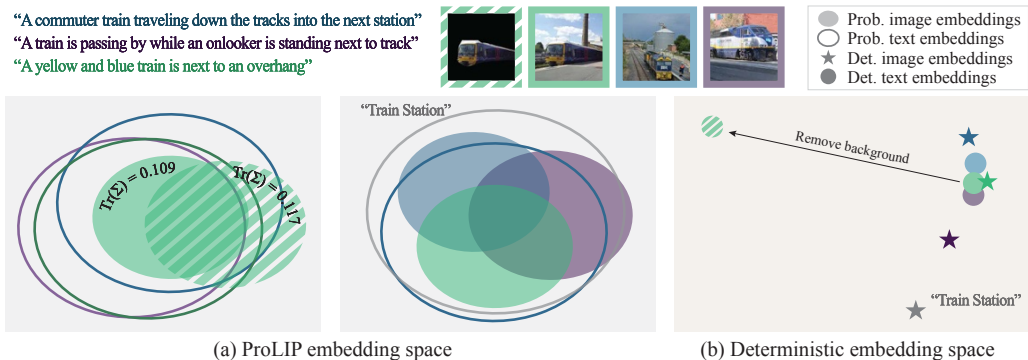 “A commuter train traveling down the tracks into the next station”
“A train is passing by while an onlooker is standing next to track”
“A yellow and blue train is next to an overhang”
Prob. image embeddings
Prob. text embeddings
Det. image embeddings
Det. text embeddings
Tr(Σ) = 0.109
Tr(Σ) = 0.117
“Train Station”
Remove background
“Train Station”
(a) ProLIP embedding space
(b) Deterministic embedding space